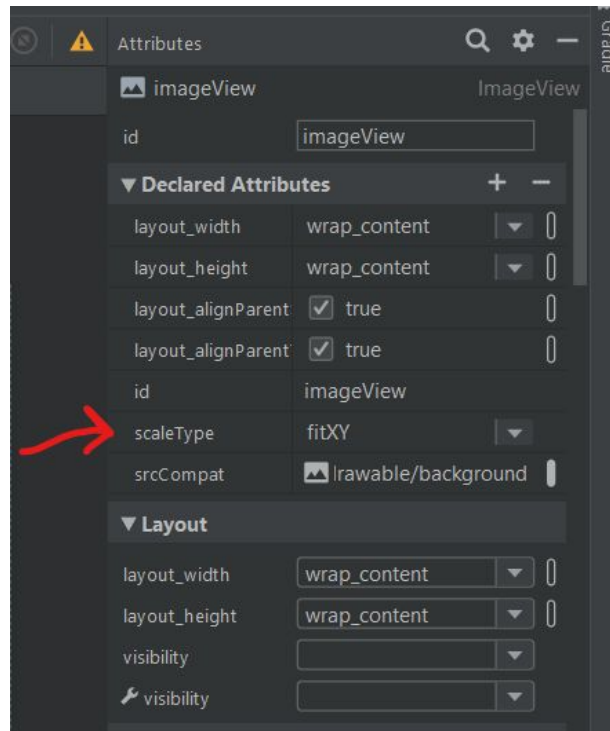 Attributes
Gradle
imageView ImageView
id imageView
Declared Attributes
layout_width wrap_content
layout_height wrap_content
layout_alignParent true
layout_alignParent true
id imageView
scaleType fitXY
srcCompat rawable/background
Layout
layout_width wrap_content
layout_height wrap_content
visibility
visibility